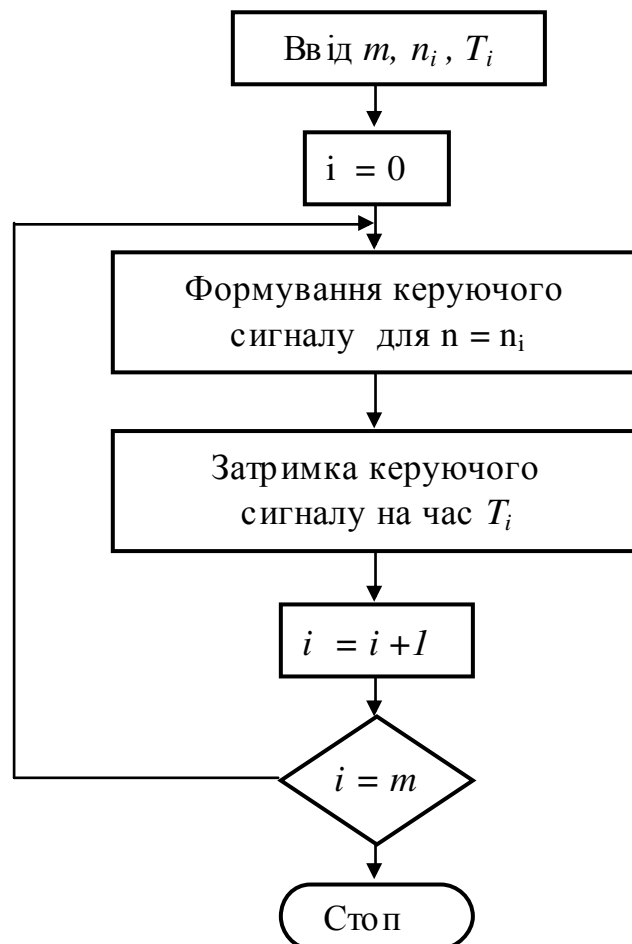 Ввід m, nᵢ , Tᵢ
i = 0
Формування керуючого
сигналу для n = nᵢ
Затримка керуючого
сигналу на час Tᵢ
i = i +1
i = m
Стоп